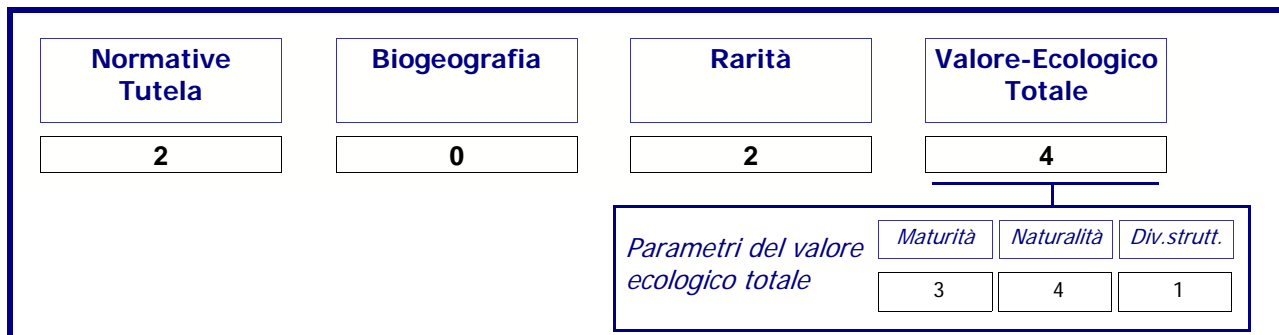 Normative Tutela
Biogeografia
Rarità
Valore-Ecologico Totale
2
0
2
4
Parametri del valore ecologico totale
Maturità
Naturalità
Div.strutt.
3
4
1